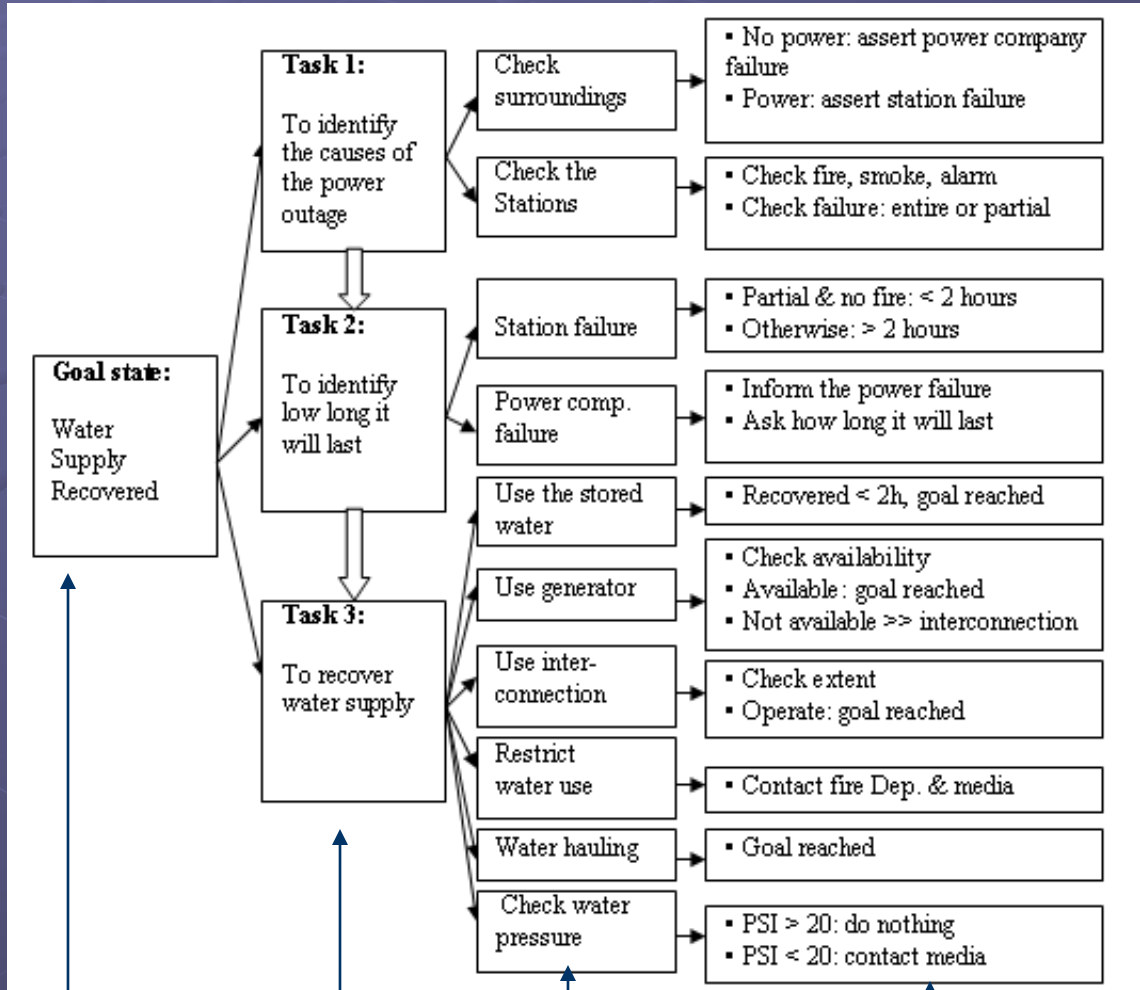 Goal state:
Water
Supply
Recovered
Task 1:
To identify
the causes of
the power
outage
Check
surroundings
▪ No power: assert power company
failure
▪ Power: assert station failure
Check the
Stations
▪ Check fire, smoke, alarm
▪ Check failure: entire or partial
Task 2:
To identify
low long it
will last
Station failure
▪ Partial & no fire: < 2 hours
▪ Otherwise: > 2 hours
Power comp.
failure
▪ Inform the power failure
▪ Ask how long it will last
Task 3:
To recover
water supply
Use the stored
water
▪ Recovered < 2h, goal reached
Use generator
▪ Check availability
▪ Available: goal reached
▪ Not available >> interconnection
Use inter-
connection
▪ Check extent
▪ Operate: goal reached
Restrict
water use
▪ Contact fire Dep. & media
Water hauling
▪ Goal reached
Check water
pressure
▪ PSI > 20: do nothing
▪ PSI < 20: contact media